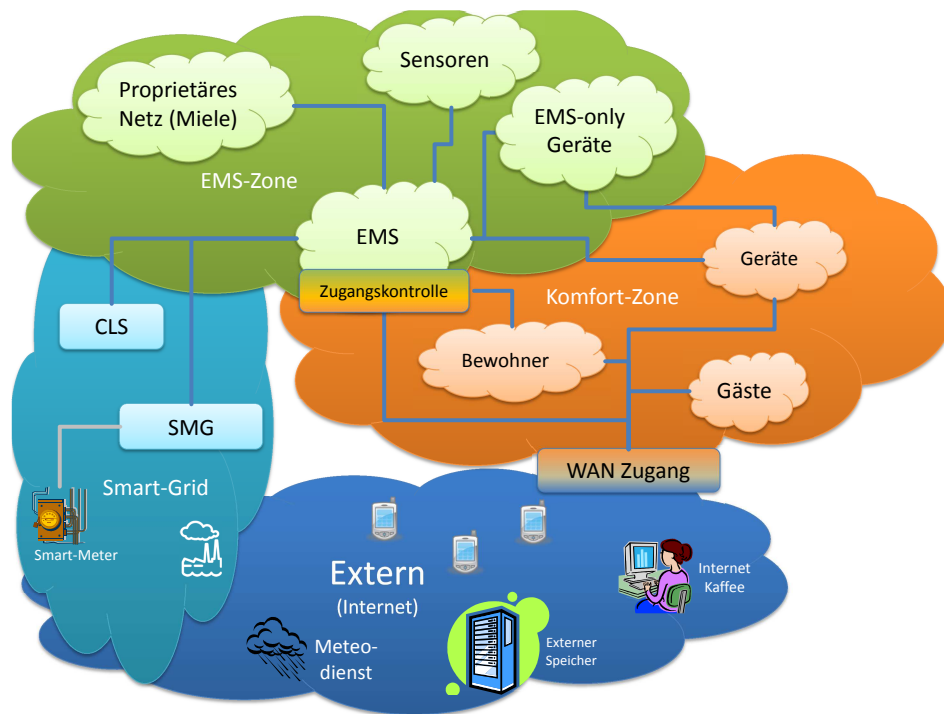 Sensoren
Proprietäres
Netz (Miele)
EMS-only
Geräte
EMS-Zone
EMS
Geräte
Zugangskontrolle
Komfort-Zone
CLS
Bewohner
Gäste
SMG
WAN Zugang
Smart-Grid
Smart-Meter
Extern
(Internet)
Internet
Kaffee
Meteo-
dienst
Externer
Speicher